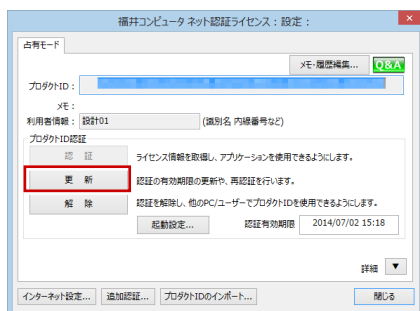 福井コンピュータ ネット認証ライセンス：設定：
占有モード
メモ・履歴編集... Q&A
プロダクトID：
メモ：
利用者情報： 設計01 (識別名 内線番号など)
プロダクトID認証
認 証 ライセンス情報を取得し、アプリケーションを使用できるようにします。
更 新 認証の有効期限の更新や、再認証を行います。
解 除 認証を解除し、他のPC/ユーザーでプロダクトIDを使用できるようにします。
起動設定... 認証有効期限 2014/07/02 15:18
詳細 ▼
インターネット設定... 追加認証... プロダクトIDのインポート... 閉じる